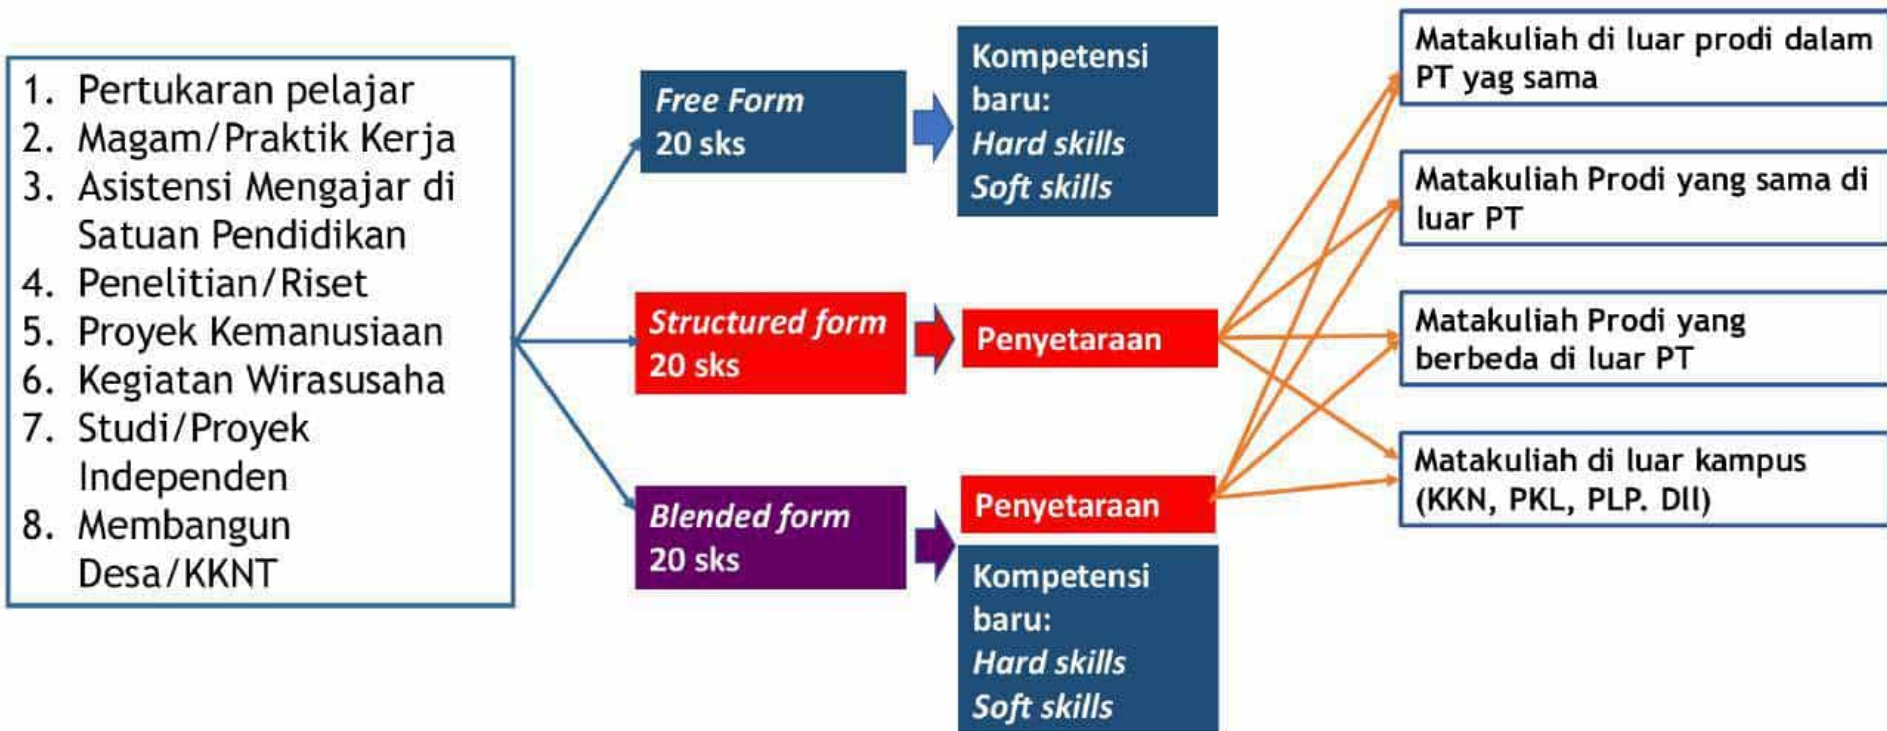 1. Pertukaran pelajar
2. Magam/Praktik Kerja
3. Asistensi Mengajar di
Satuan Pendidikan
4. Penelitian/Riset
5. Proyek Kemanusiaan
6. Kegiatan Wirasusaha
7. Studi/Proyek
Independen
8. Membangun
Desa/KKNT
Free Form
20 sks
Kompetensi
baru:
Hard skills
Soft skills
Structured form
20 sks
Penyetaraan
Blended form
20 sks
Penyetaraan
Kompetensi
baru:
Hard skills
Soft skills
Matakuliah di luar prodi dalam
PT yag sama
Matakuliah Prodi yang sama di
luar PT
Matakuliah Prodi yang
berbeda di luar PT
Matakuliah di luar kampus
(KKN, PKL, PLP. Dll)